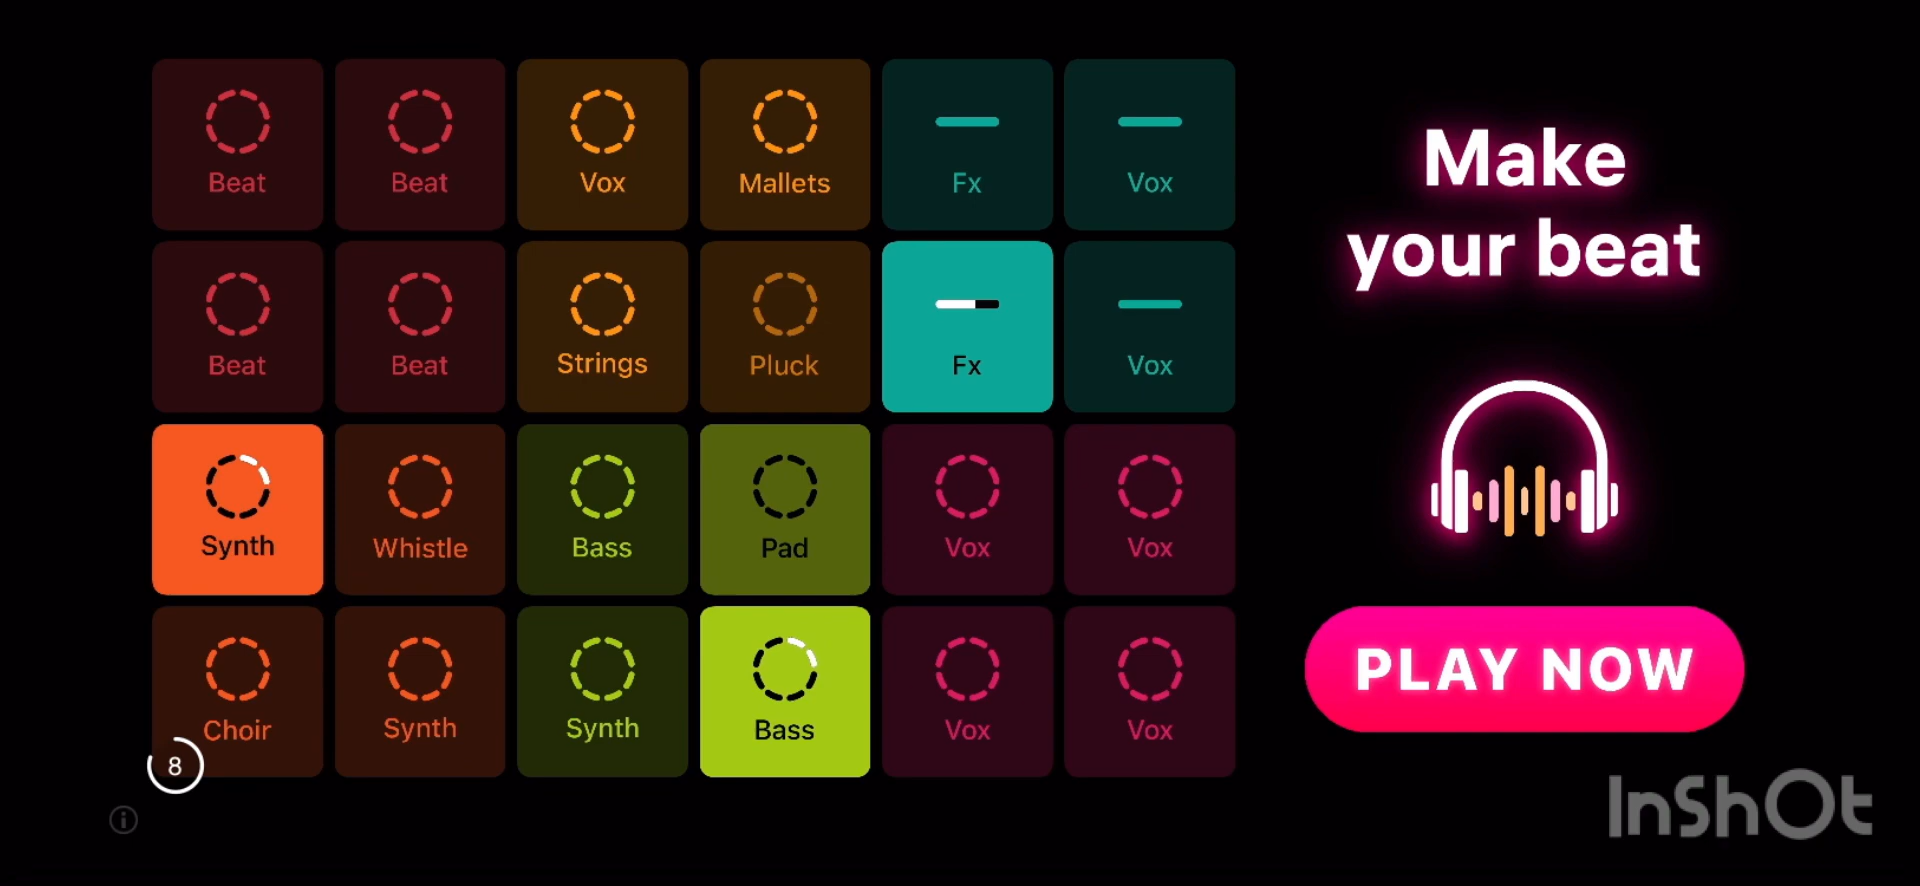 Beat Beat Vox Mallets Fx Vox
Beat Beat Strings Pluck Fx Vox
Synth Whistle Bass Pad Vox Vox
Choir Synth Synth Bass Vox Vox
8
Make
your beat
PLAY NOW
InShOt